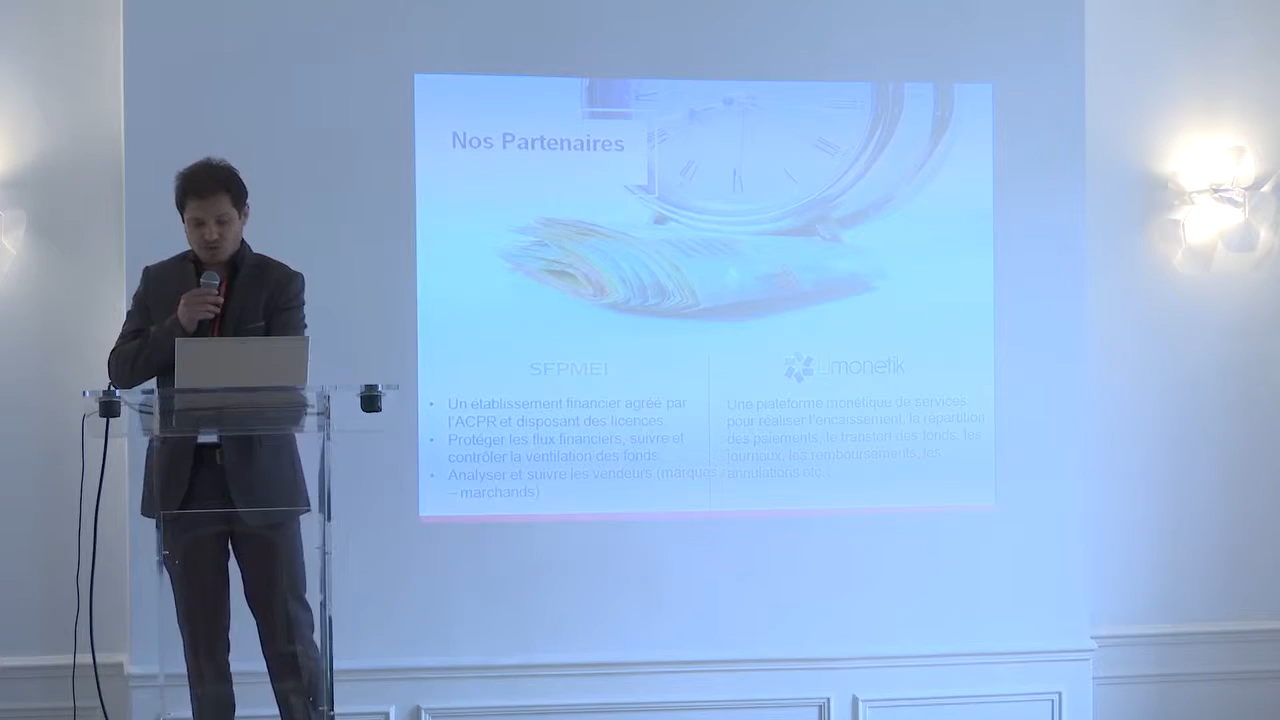 Nos Partenaires
SFPMEI
• Un établissement financier agréé par
l'ACPR et disposant des licences.
• Protéger les flux financiers, suivre et
contrôler la ventilation des fonds
• Analyser et suivre les vendeurs (marques
– marchands)
Limonetik
Une plateforme monétique de services
pour réaliser l'encaissement, la répartition
des paiements, le transfert des fonds, les
journaux, les remboursements, les
annulations etc..